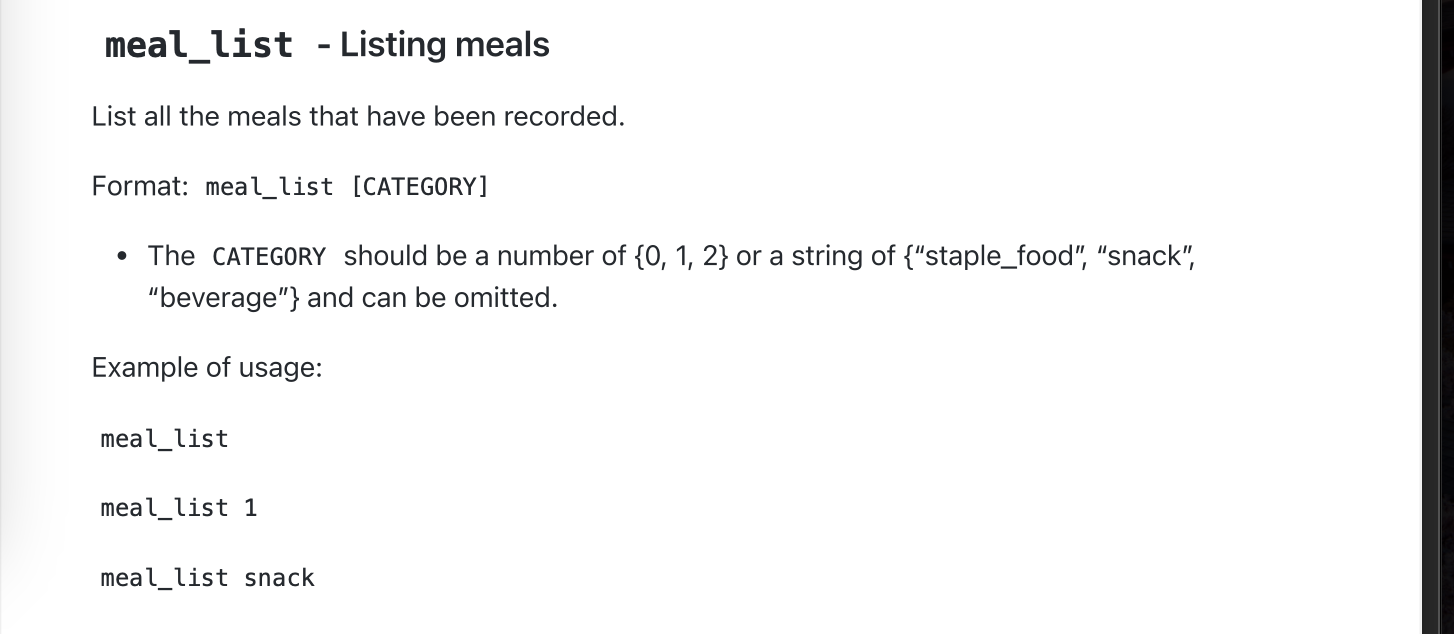 meal_list - Listing meals
List all the meals that have been recorded.
Format: meal_list [CATEGORY]
• The CATEGORY should be a number of {0, 1, 2} or a string of {“staple_food”, “snack”,
“beverage”} and can be omitted.
Example of usage:
meal_list
meal_list 1
meal_list snack